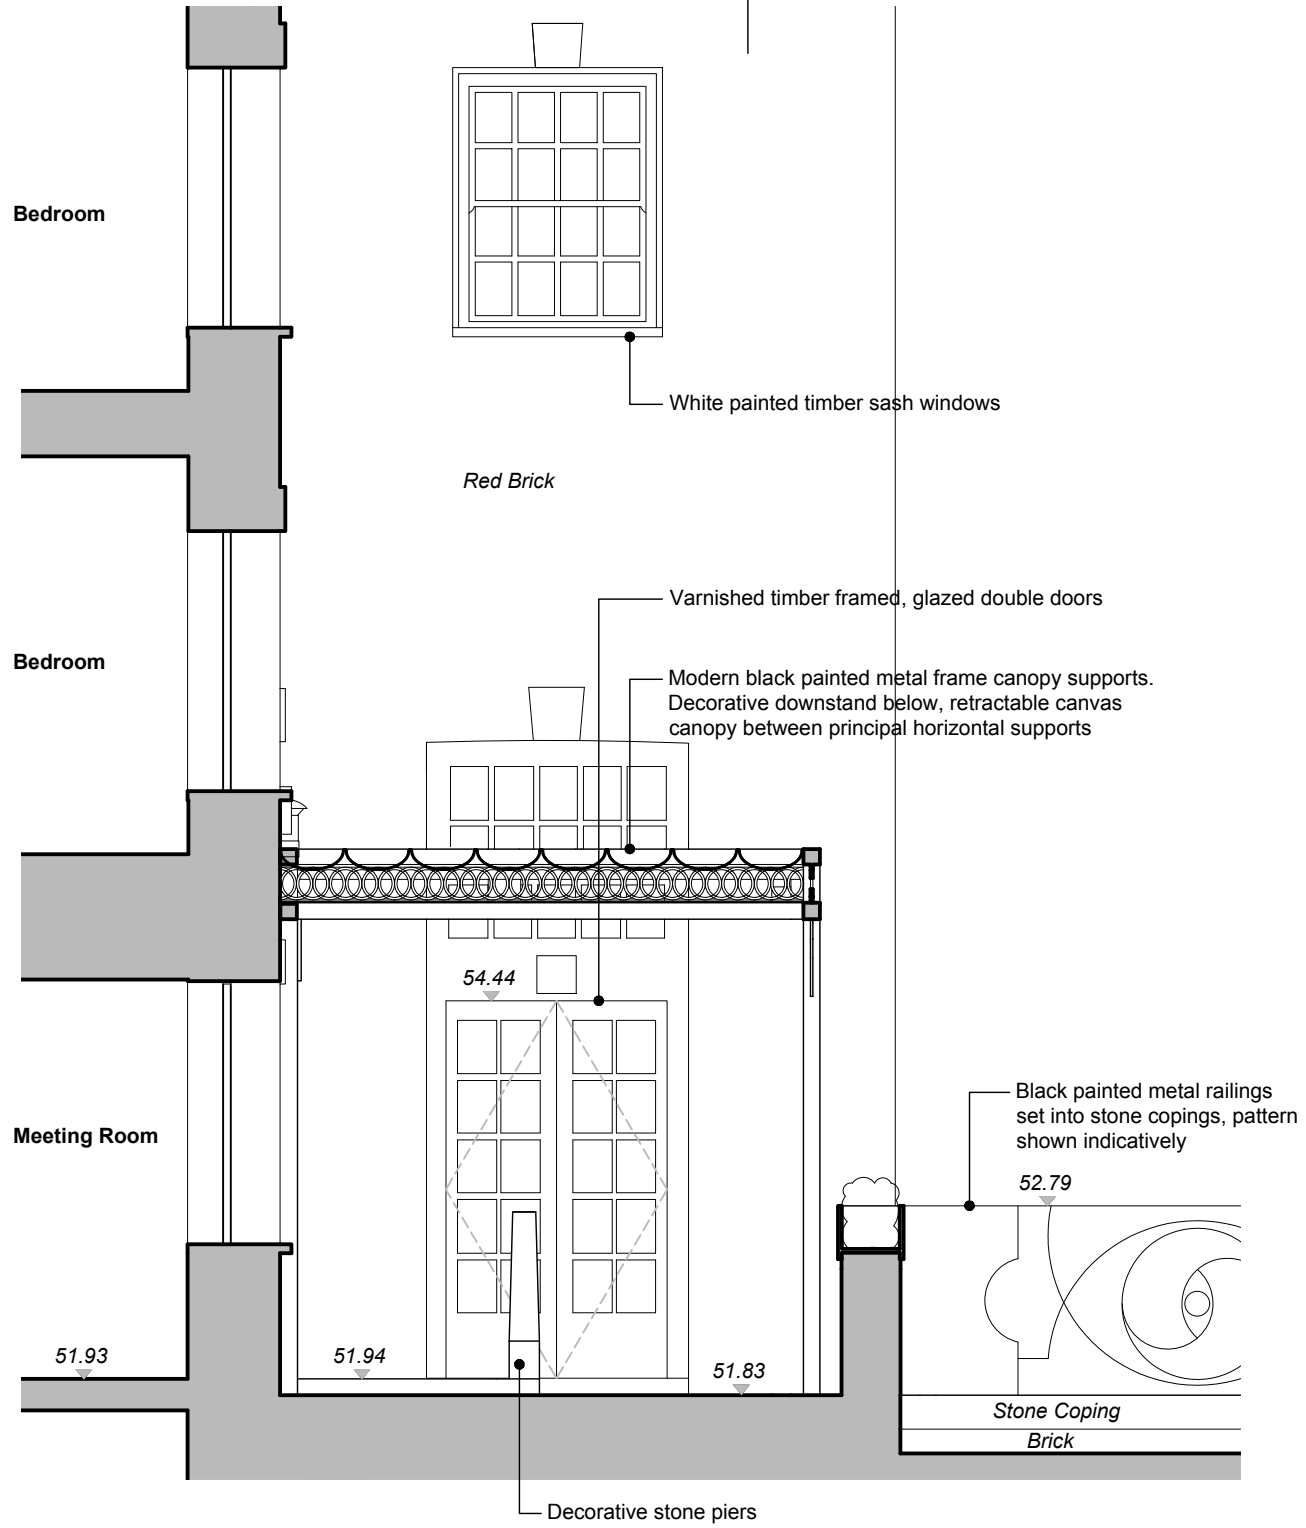 Bedroom
White painted timber sash windows
Red Brick
Varnished timber framed, glazed double doors
Bedroom
Modern black painted metal frame canopy supports.
Decorative downstand below, retractable canvas
canopy between principal horizontal supports
54.44
Black painted metal railings
set into stone copings, pattern
shown indicatively
Meeting Room
52.79
51.93
51.94
51.83
Stone Coping
Brick
Decorative stone piers